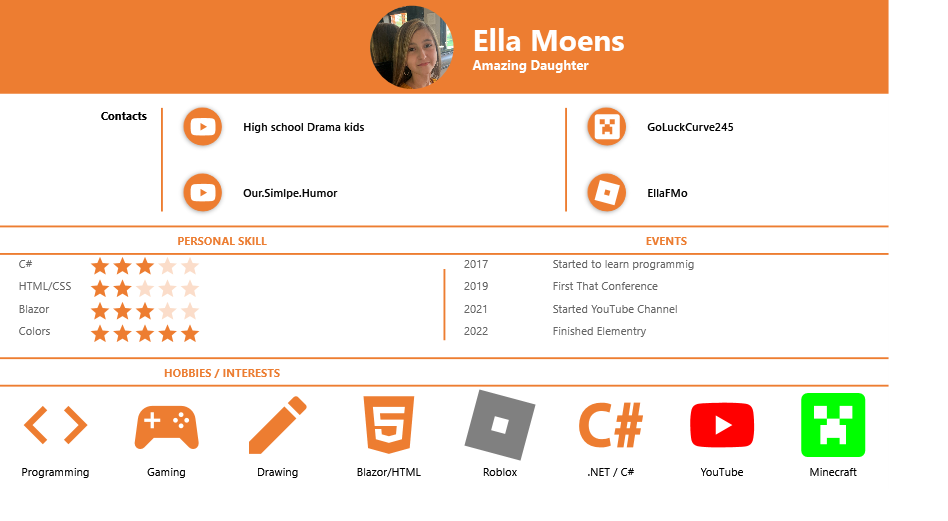 Ella Moens
Amazing Daughter
Contacts
High school Drama kids
GoLuckCurve245
Our.Simlpe.Humor
EllaFMo
PERSONAL SKILL
EVENTS
C#
2017 Started to learn programmig
HTML/CSS
2019 First That Conference
Blazor
2021 Started YouTube Channel
Colors
2022 Finished Elementry
HOBBIES / INTERESTS
5
C#
Programming Gaming Drawing Blazor/HTML Roblox .NET / C# YouTube Minecraft